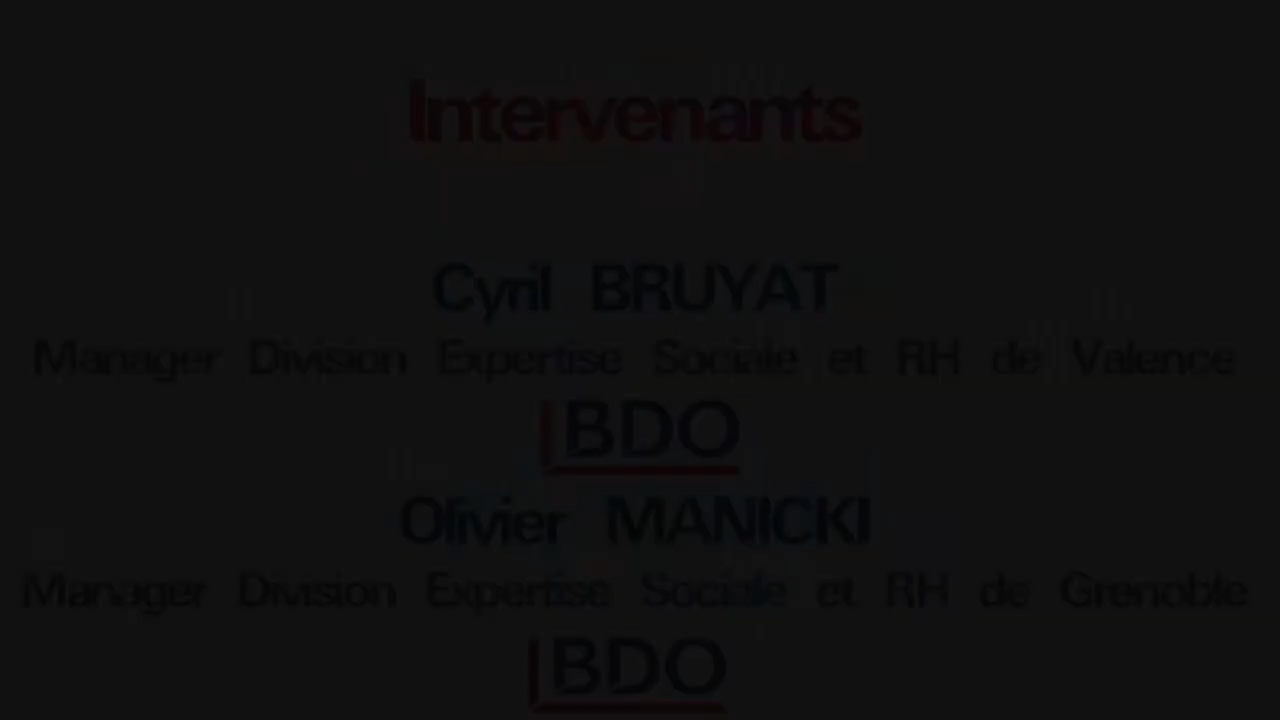 Intervenants
Cyril BRUYAT
Manager Division Expertise Sociale et RH de Valence
BDO
Olivier MANICKI
Manager Division Expertise Sociale et RH de Grenoble
BDO